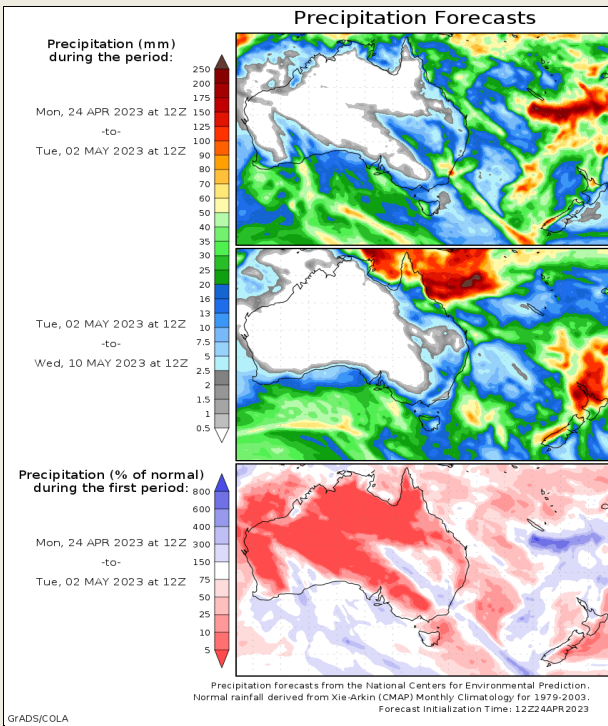 Precipitation Forecasts
Precipitation (mm)
during the period:
250
200
175
150
125
100
90
80
70
60
50
40
35
30
25
20
16
13
10
7.5
5
2.5
2
1.5
1
0.5
Mon, 24 APR 2023 at 12Z
-to-
Tue, 02 MAY 2023 at 12Z
Tue, 02 MAY 2023 at 12Z
-to-
Wed, 10 MAY 2023 at 12Z
Precipitation (% of normal)
during the first period:
800
600
400
300
150
75
50
25
10
5
Mon, 24 APR 2023 at 12Z
-to-
Tue, 02 MAY 2023 at 12Z
Precipitation forecasts from the National Centers for Environmental Prediction.
Normal rainfall derived from Xie-Arkin (CMAP) Monthly Climatology for 1979-2003.
Forecast Initialization Time: 12Z24APR2023
GrADS/COLA